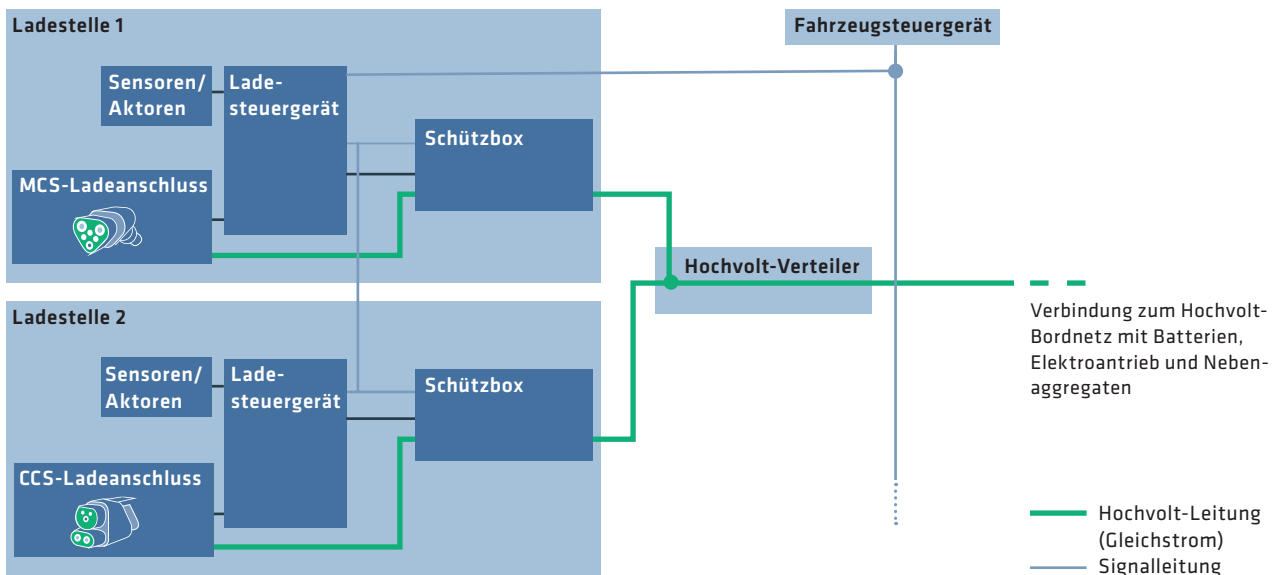 Ladestelle 1
Sensoren/
Aktoren
Lade-
steuergerät
Schützbox
MCS-Ladeanschluss
Fahrzeugsteuergerät
Hochvolt-Verteiler
Ladestelle 2
Sensoren/
Aktoren
Lade-
steuergerät
Schützbox
CCS-Ladeanschluss
Verbindung zum Hochvolt-
Bordnetz mit Batterien,
Elektroantrieb und Neben-
aggregaten
Hochvolt-Leitung
(Gleichstrom)
Signalleitung